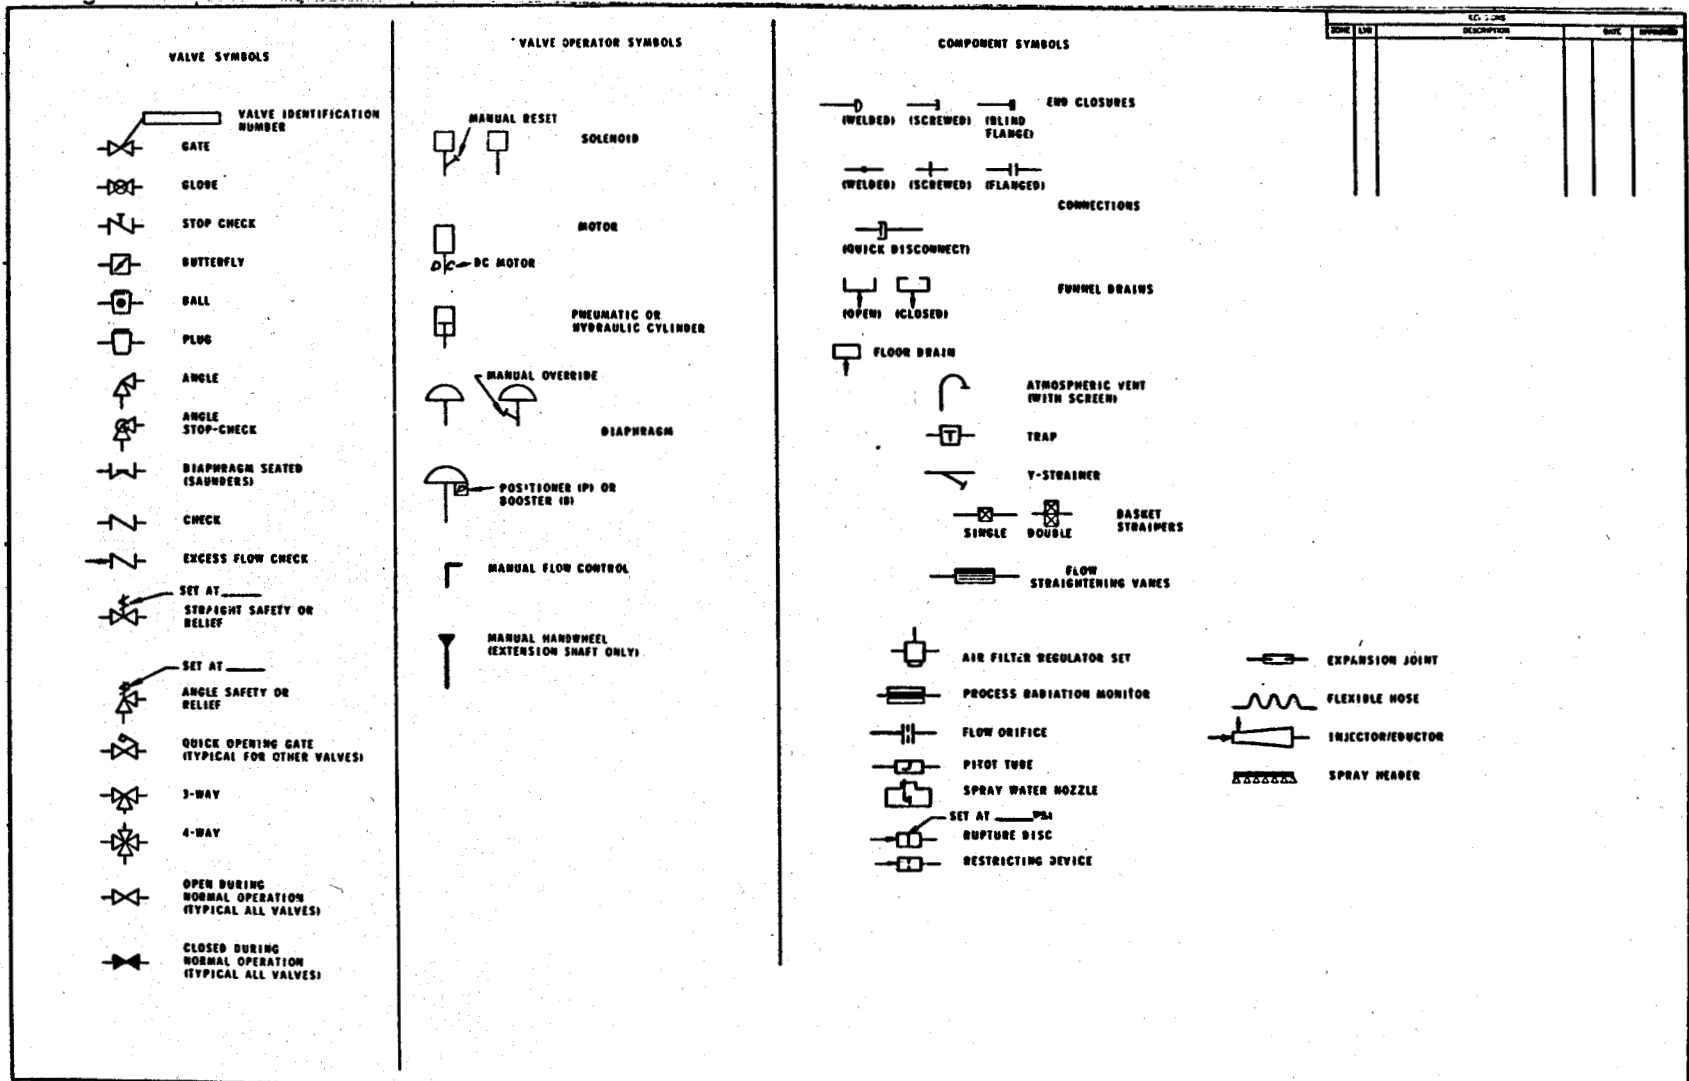 REVISIONS
ZONE LTR DESCRIPTION DATE APPROVED
VALVE SYMBOLS
VALVE IDENTIFICATION
NUMBER
GATE
GLOBE
STOP CHECK
BUTTERFLY
BALL
PLUG
ANGLE
ANGLE
STOP-CHECK
DIAPHRAGM SEATED
(SAUNDERS)
CHECK
EXCESS FLOW CHECK
SET AT
STRAIGHT SAFETY OR
RELIEF
SET AT
ANGLE SAFETY OR
RELIEF
QUICK OPENING GATE
(TYPICAL FOR OTHER VALVES)
3-WAY
4-WAY
OPEN DURING
NORMAL OPERATION
(TYPICAL ALL VALVES)
CLOSED DURING
NORMAL OPERATION
(TYPICAL ALL VALVES)
VALVE OPERATOR SYMBOLS
MANUAL RESET
SOLENOID
MOTOR
DC
DC MOTOR
PNEUMATIC OR
HYDRAULIC CYLINDER
MANUAL OVERRIDE
DIAPHRAGM
P
POSITIONER (P) OR
BOOSTER (B)
MANUAL FLOW CONTROL
MANUAL HANDWHEEL
(EXTENSION SHAFT ONLY)
COMPONENT SYMBOLS
END CLOSURES
(WELDED) (SCREWED) (BLIND
FLANGE)
(WELDED) (SCREWED) (FLANGED)
CONNECTIONS
(QUICK DISCONNECT)
FUNNEL DRAINS
(OPEN) (CLOSED)
FLOOR DRAIN
ATMOSPHERIC VENT
(WITH SCREEN)
T
TRAP
Y-STRAINER
BASKET
STRAINERS
SINGLE DOUBLE
FLOW
STRAIGHTENING VANES
AIR FILTER REGULATOR SET
PROCESS RADIATION MONITOR
FLOW ORIFICE
PITOT TUBE
SPRAY WATER NOZZLE
SET AT PSI
RUPTURE DISC
RESTRICTING DEVICE
EXPANSION JOINT
FLEXIBLE HOSE
INJECTOR/EDUCTOR
SPRAY HEADER